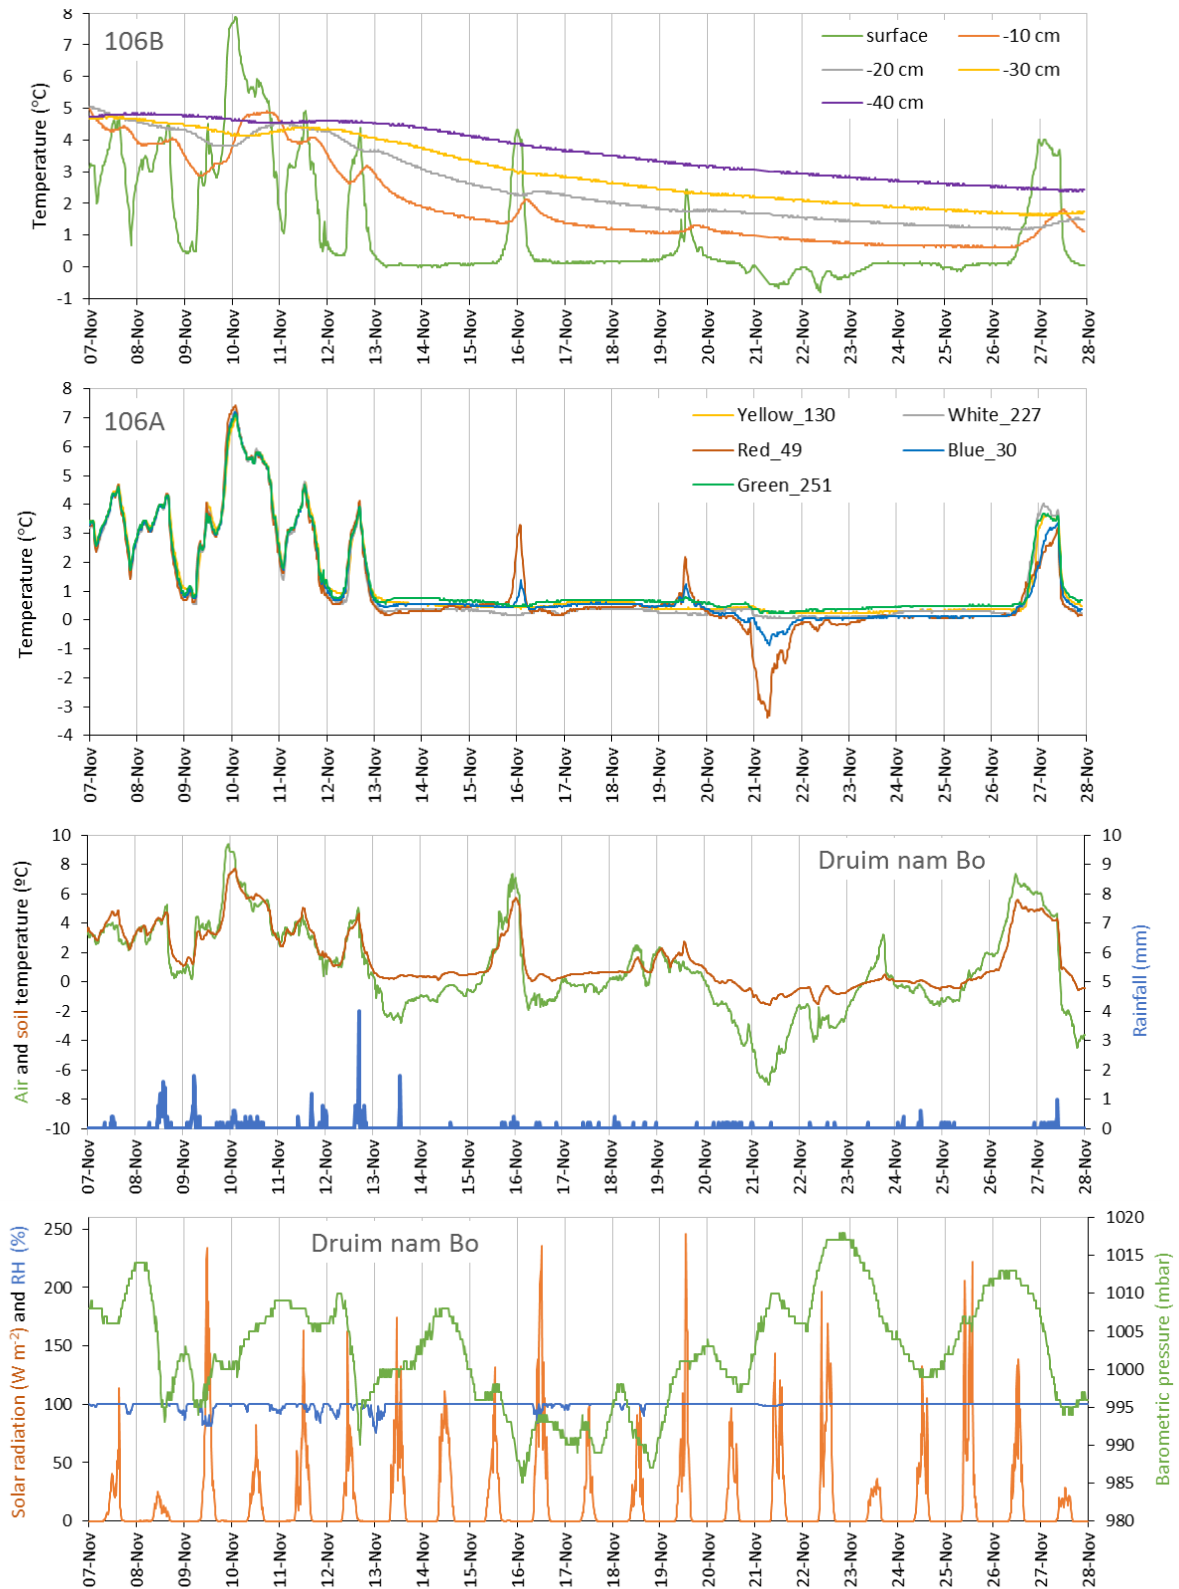 106B
surface
-10 cm
-20 cm
-30 cm
-40 cm
Temperature (°C)
8
7
6
5
4
3
2
1
0
-1
07-Nov
08-Nov
09-Nov
10-Nov
11-Nov
12-Nov
13-Nov
14-Nov
15-Nov
16-Nov
17-Nov
18-Nov
19-Nov
20-Nov
21-Nov
22-Nov
23-Nov
24-Nov
25-Nov
26-Nov
27-Nov
28-Nov
106A
Yellow_130
White_227
Red_49
Blue_30
Green_251
Temperature (°C)
8
7
6
5
4
3
2
1
0
-1
-2
-3
-4
07-Nov
08-Nov
09-Nov
10-Nov
11-Nov
12-Nov
13-Nov
14-Nov
15-Nov
16-Nov
17-Nov
18-Nov
19-Nov
20-Nov
21-Nov
22-Nov
23-Nov
24-Nov
25-Nov
26-Nov
27-Nov
28-Nov
Druim nam Bo
Air and soil temperature (ºC)
10
8
6
4
2
0
-2
-4
-6
-8
-10
10
9
8
7
6
5
4
3
2
1
0
Rainfall (mm)
07-Nov
08-Nov
09-Nov
10-Nov
11-Nov
12-Nov
13-Nov
14-Nov
15-Nov
16-Nov
17-Nov
18-Nov
19-Nov
20-Nov
21-Nov
22-Nov
23-Nov
24-Nov
25-Nov
26-Nov
27-Nov
28-Nov
Druim nam Bo
Solar radiation (W m⁻²) and RH (%)
250
200
150
100
50
0
1020
1015
1010
1005
1000
995
990
985
980
Barometric pressure (mbar)
07-Nov
08-Nov
09-Nov
10-Nov
11-Nov
12-Nov
13-Nov
14-Nov
15-Nov
16-Nov
17-Nov
18-Nov
19-Nov
20-Nov
21-Nov
22-Nov
23-Nov
24-Nov
25-Nov
26-Nov
27-Nov
28-Nov